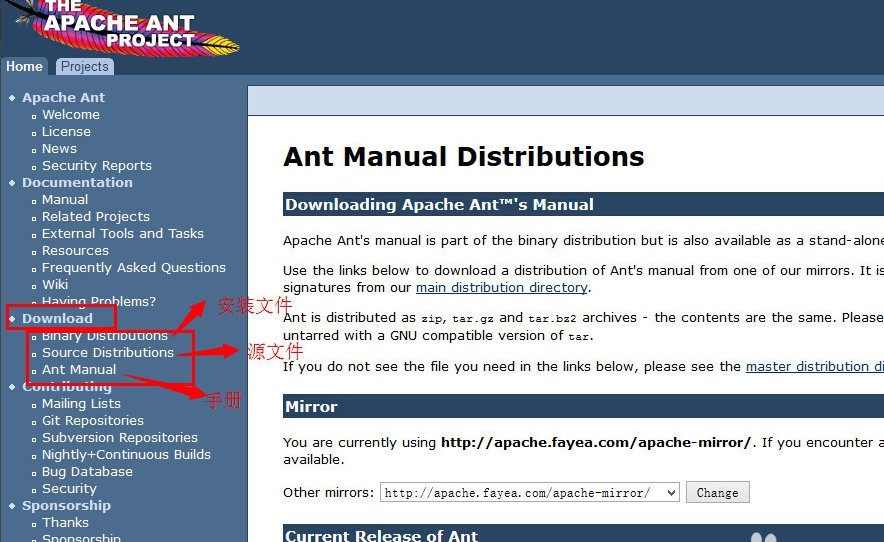 THE
APACHE ANT
PROJECT
Home
Projects
Apache Ant
Welcome
License
News
Security Reports
Documentation
Manual
Related Projects
External Tools and Tasks
Resources
Frequently Asked Questions
Wiki
Having Problems?
Download
Binary Distributions
Source Distributions
Ant Manual
Contributing
Mailing Lists
Git Repositories
Subversion Repositories
Nightly+Continuous Builds
Bug Database
Security
Sponsorship
Thanks
Sponsorship
安装文件
源文件
手册
Ant Manual Distributions
Downloading Apache Ant™'s Manual
Apache Ant's manual is part of the binary distribution but is also available as a stand-alone
Use the links below to download a distribution of Ant's manual from one of our mirrors. It is
signatures from our main distribution directory.
Ant is distributed as zip, tar.gz and tar.bz2 archives - the contents are the same. Please
untarred with a GNU compatible version of tar.
If you do not see the file you need in the links below, please see the master distribution di
Mirror
You are currently using http://apache.fayea.com/apache-mirror/. If you encounter a
available.
Other mirrors: http://apache.fayea.com/apache-mirror/ Change
Current Release of Ant